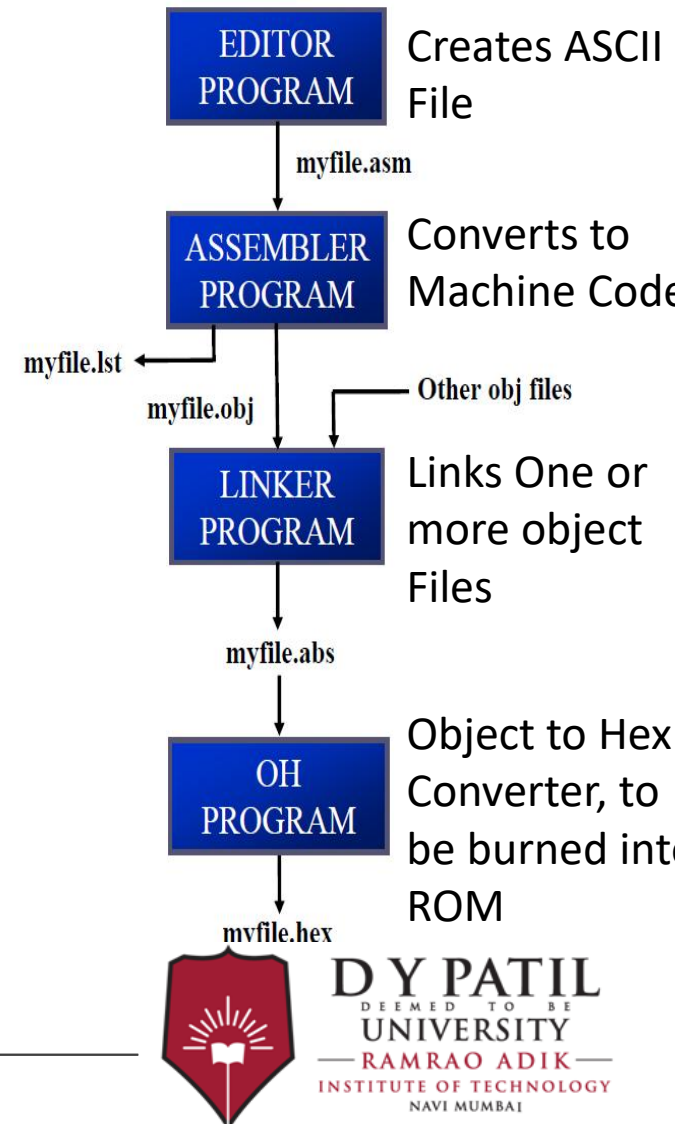 EDITOR
PROGRAM
Creates ASCII
File
myfile.asm
ASSEMBLER
PROGRAM
Converts to
Machine Code
myfile.lst
myfile.obj
Other obj files
LINKER
PROGRAM
Links One or
more object
Files
myfile.abs
OH
PROGRAM
Object to Hex
Converter, to
be burned into
ROM
myfile.hex
D Y PATIL
DEEMED TO BE
UNIVERSITY
RAMRAO ADIK
INSTITUTE OF TECHNOLOGY
NAVI MUMBAI